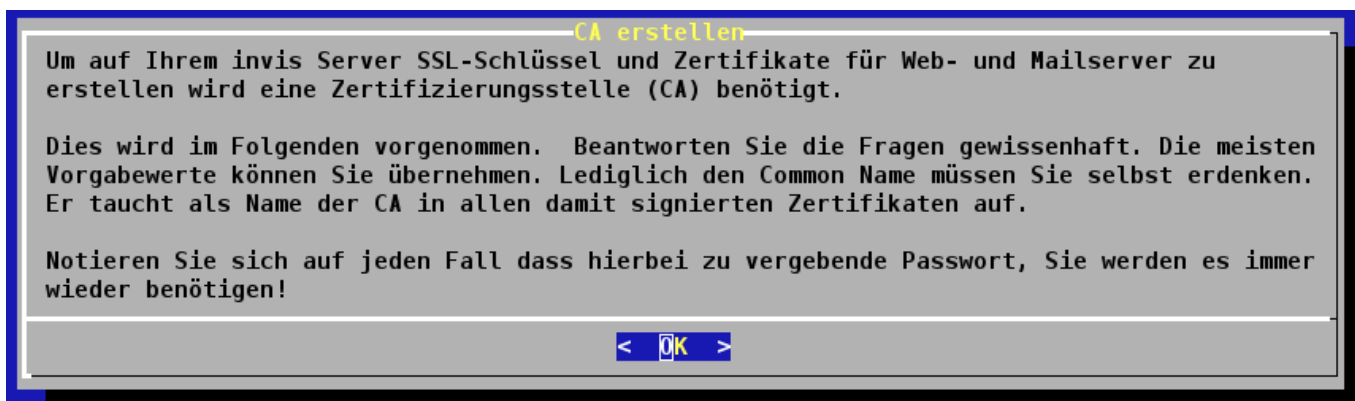 CA erstellen
Um auf Ihrem invis Server SSL-Schlüssel und Zertifikate für Web- und Mailserver zu
erstellen wird eine Zertifizierungsstelle (CA) benötigt.
Dies wird im Folgenden vorgenommen.  Beantworten Sie die Fragen gewissenhaft. Die meisten
Vorgabewerte können Sie übernehmen. Lediglich den Common Name müssen Sie selbst erdenken.
Er taucht als Name der CA in allen damit signierten Zertifikaten auf.
Notieren Sie sich auf jeden Fall dass hierbei zu vergebende Passwort, Sie werden es immer
wieder benötigen!
<  OK  >